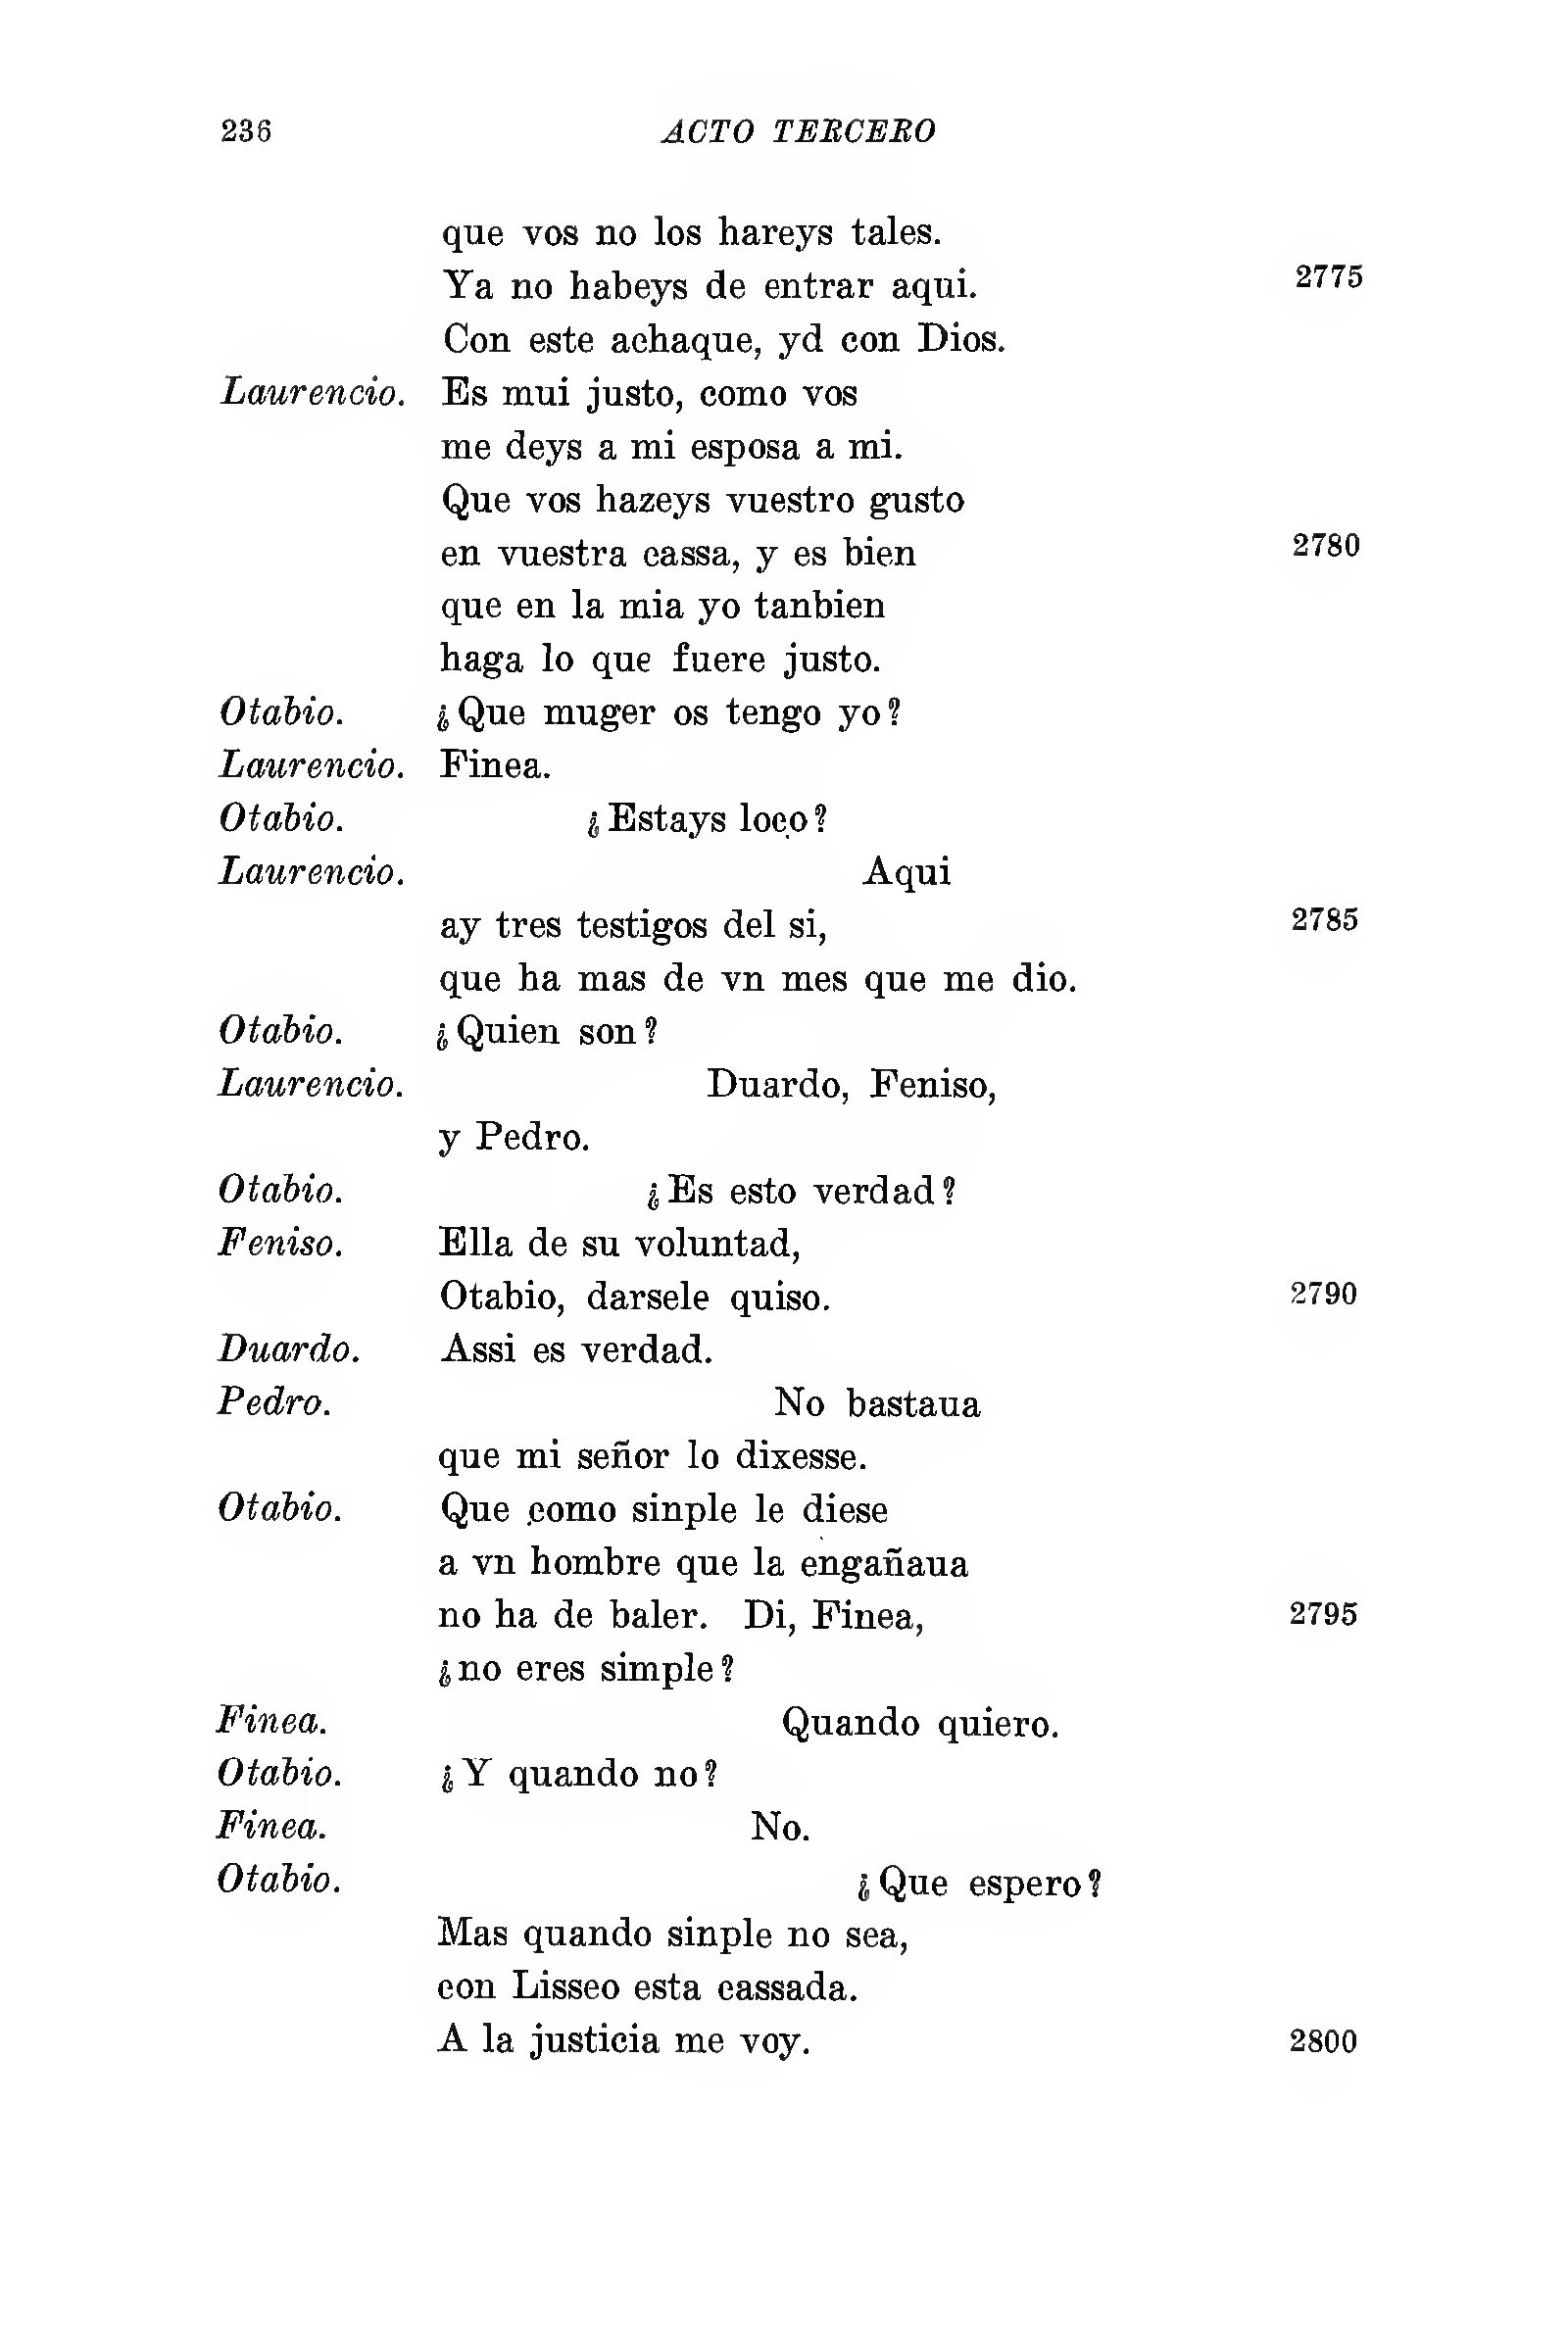 236 ACTO TERCERO
que vos no los hareys tales.
Ya no habeys de entrar aqui. 2775
Con este achaque, yd con Dios.
Laurencio. Es mui justo, como vos
me deys a mi esposa a mi.
Que vos hazeys vuestro gusto
en vuestra cassa, y es bien 2780
que en la mia yo tanbien
haga lo que fuere justo.
Otabio. ¿Que muger os tengo yo?
Laurencio. Finea.
Otabio. ¿Estays loco?
Laurencio. Aqui
ay tres testigos del si, 2785
que ha mas de vn mes que me dio.
Otabio. ¿Quien son?
Laurencio. Duardo, Feniso,
y Pedro.
Otabio. ¿Es esto verdad?
Feniso. Ella de su voluntad,
Otabio, darsele quiso. 2790
Duardo. Assi es verdad.
Pedro. No bastaua
que mi señor lo dixesse.
Otabio. Que como sinple le diese
a vn hombre que la engañaua
no ha de baler. Di, Finea, 2795
¿no eres simple?
Finea. Quando quiero.
Otabio. ¿Y quando no?
Finea. No.
Otabio. ¿Que espero?
Mas quando sinple no sea,
con Lisseo esta cassada.
A la justicia me voy. 2800